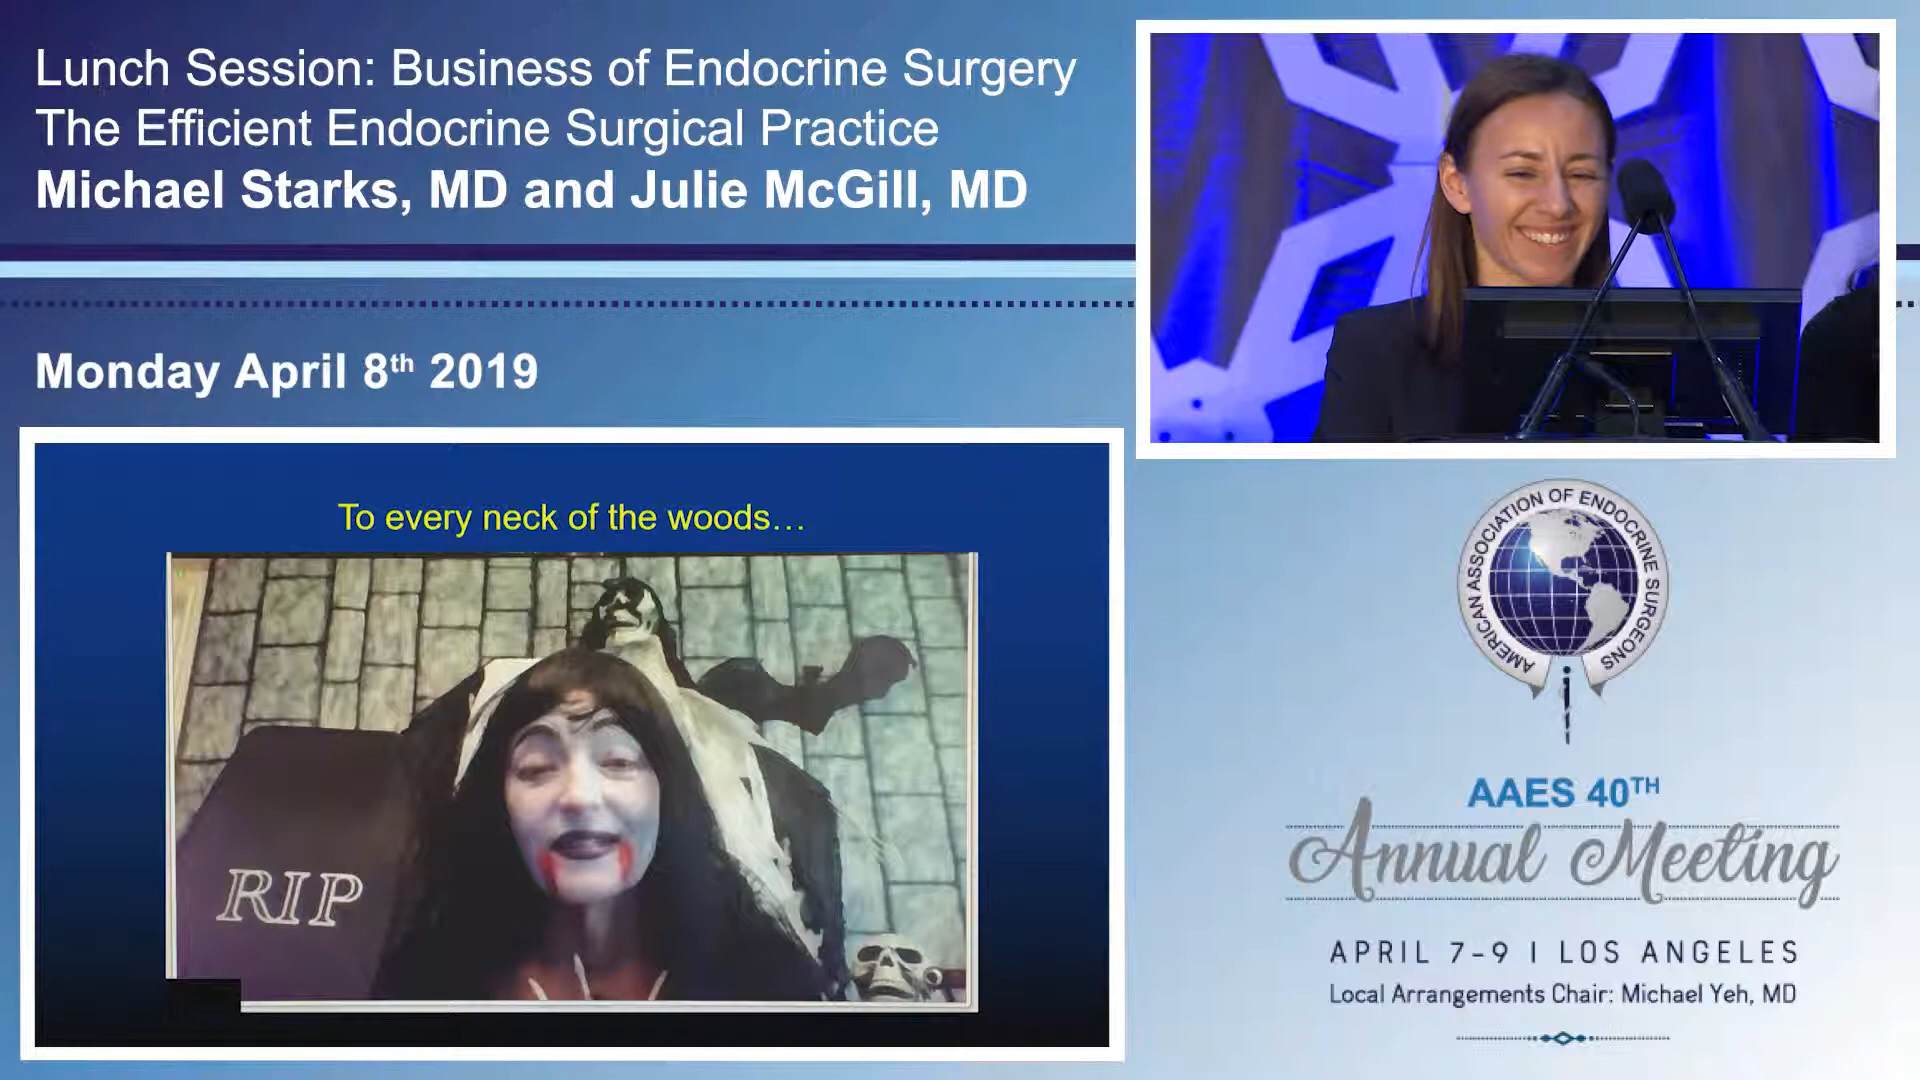 Lunch Session: Business of Endocrine Surgery
The Efficient Endocrine Surgical Practice
Michael Starks, MD and Julie McGill, MD
Monday April 8th 2019
To every neck of the woods…
RIP
AMERICAN ASSOCIATION OF ENDOCRINE SURGEONS
AAES 40TH
Annual Meeting
APRIL 7-9 | LOS ANGELES
Local Arrangements Chair: Michael Yeh, MD